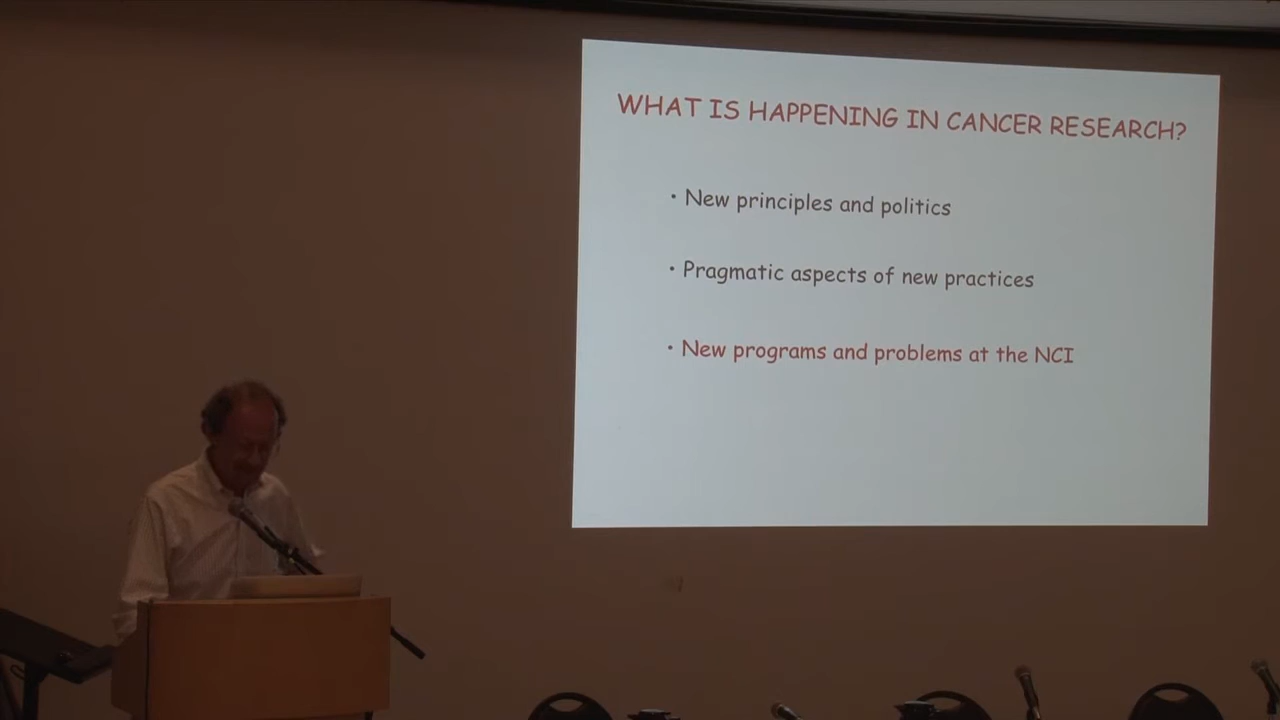 WHAT IS HAPPENING IN CANCER RESEARCH?
• New principles and politics
• Pragmatic aspects of new practices
• New programs and problems at the NCI